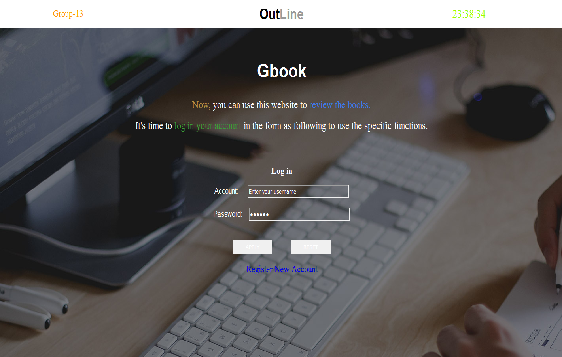 Group-13
OutLine
23:58:54
Gbook
Now, you can use this website to review the books.
It's time to log in your account in the form as following to use the specific functions.
Log in
Account: Enter your username
Password: ••••••
Register New Account